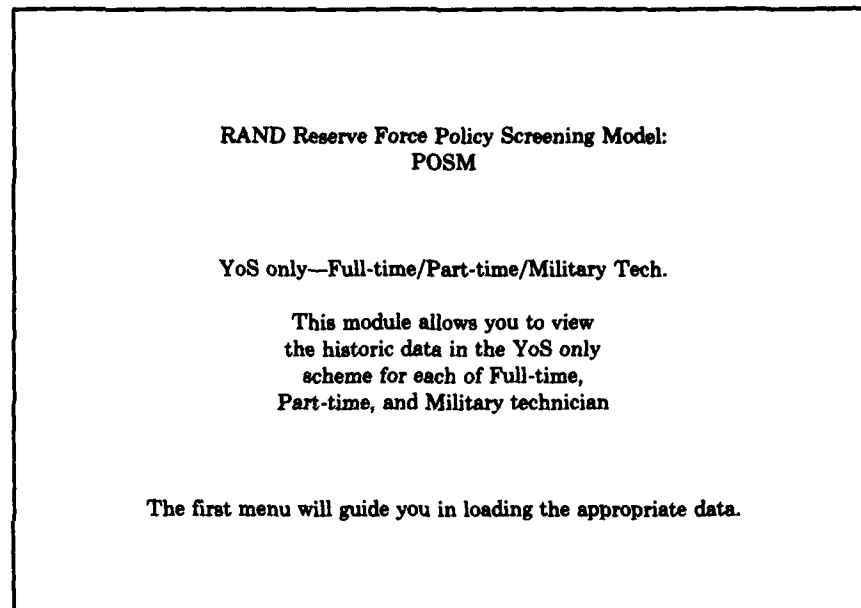 RAND Reserve Force Policy Screening Model:
POSM
YoS only—Full-time/Part-time/Military Tech.
This module allows you to view
the historic data in the YoS only
scheme for each of Full-time,
Part-time, and Military technician
The first menu will guide you in loading the appropriate data.